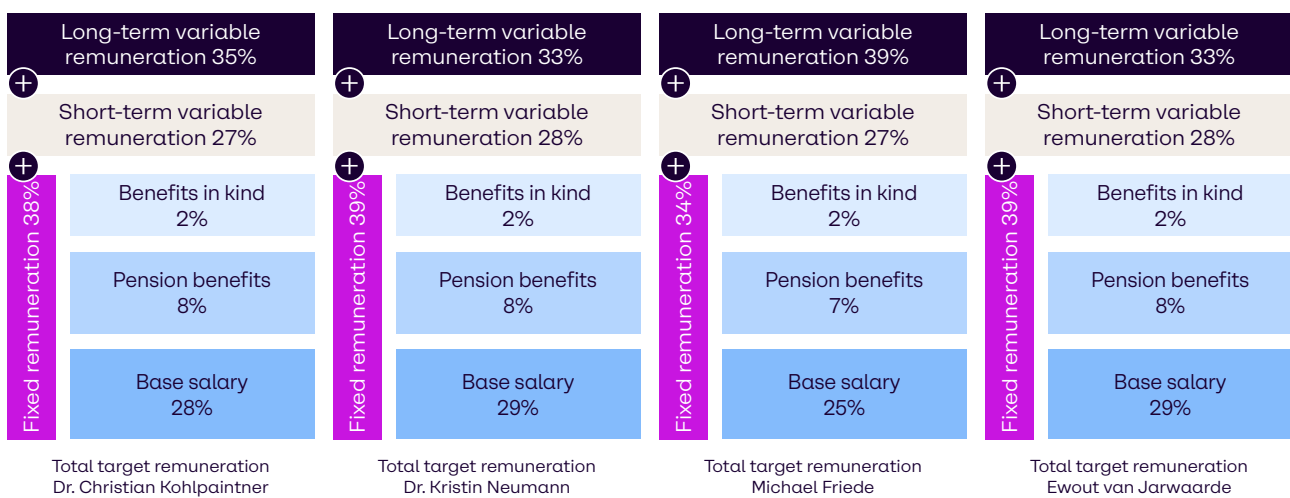 Long-term variable
remuneration 35%
Short-term variable
remuneration 27%
Fixed remuneration 38%
Benefits in kind
2%
Pension benefits
8%
Base salary
28%
Total target remuneration
Dr. Christian Kohlpaintner
Long-term variable
remuneration 33%
Short-term variable
remuneration 28%
Fixed remuneration 39%
Benefits in kind
2%
Pension benefits
8%
Base salary
29%
Total target remuneration
Dr. Kristin Neumann
Long-term variable
remuneration 39%
Short-term variable
remuneration 27%
Fixed remuneration 34%
Benefits in kind
2%
Pension benefits
7%
Base salary
25%
Total target remuneration
Michael Friede
Long-term variable
remuneration 33%
Short-term variable
remuneration 28%
Fixed remuneration 39%
Benefits in kind
2%
Pension benefits
8%
Base salary
29%
Total target remuneration
Ewout van Jarwaarde